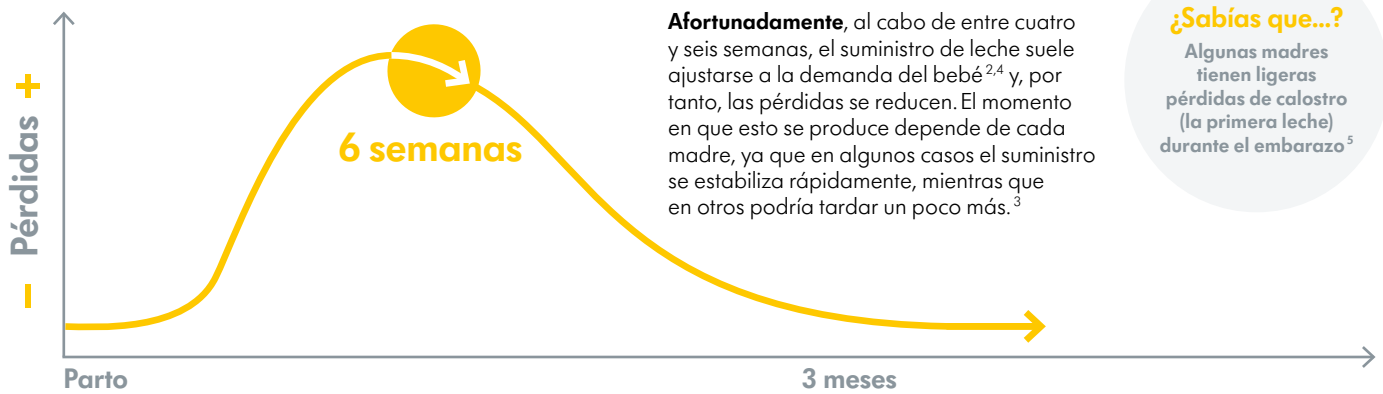 Afortunadamente, al cabo de entre cuatro
y seis semanas, el suministro de leche suele
ajustarse a la demanda del bebé 2,4 y, por
tanto, las pérdidas se reducen. El momento
en que esto se produce depende de cada
madre, ya que en algunos casos el suministro
se estabiliza rápidamente, mientras que
en otros podría tardar un poco más. 3
¿Sabías que...?
Algunas madres
tienen ligeras
pérdidas de calostro
(la primera leche)
durante el embarazo 5
– Pérdidas +
6 semanas
Parto
3 meses